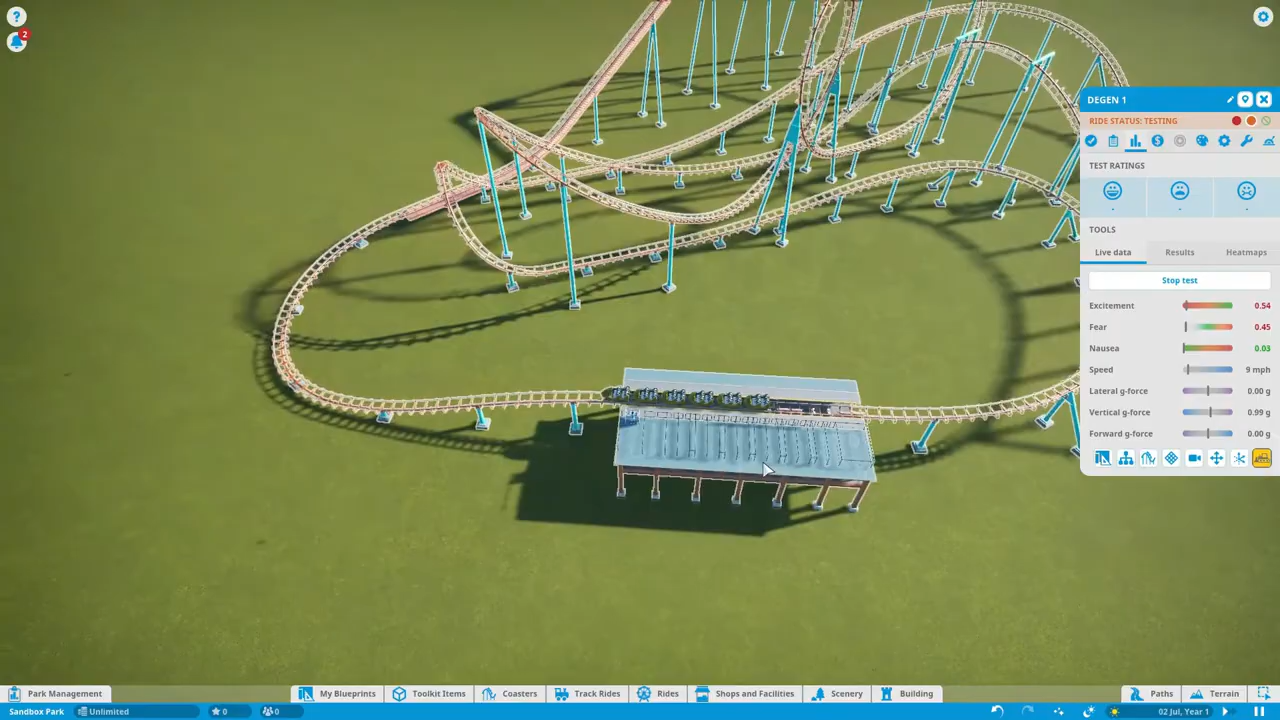 ?
2
DEGEN 1
RIDE STATUS: TESTING
TEST RATINGS
- - -
TOOLS
Live data Results Heatmaps
Stop test
Excitement 0.54
Fear 0.45
Nausea 0.03
Speed 9 mph
Lateral g-force 0.00 g
Vertical g-force 0.99 g
Forward g-force 0.00 g
Park Management My Blueprints Toolkit Items Coasters Track Rides Rides Shops and Facilities Scenery Building Paths Terrain
Sandbox Park Unlimited 0 0 02 Jul, Year 1